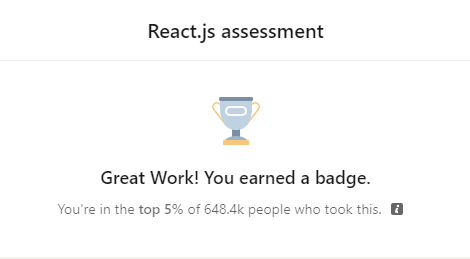 React.js assessment
Great Work! You earned a badge.
You're in the top 5% of 648.4k people who took this.